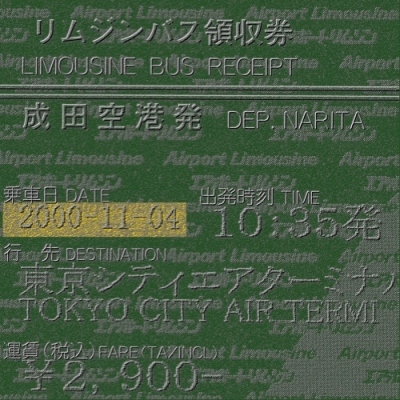 リムジンバス領収券
LIMOUSINE BUS RECEIPT
成田空港発 DEP. NARITA
乗車日 DATE 出発時刻 TIME
2000-11-04 10:35発
行 先 DESTINATION
東京シティエアターミナル
TOKYO CITY AIR TERMI
運賃(税込) FARE(TAXINCL)
¥2,900-